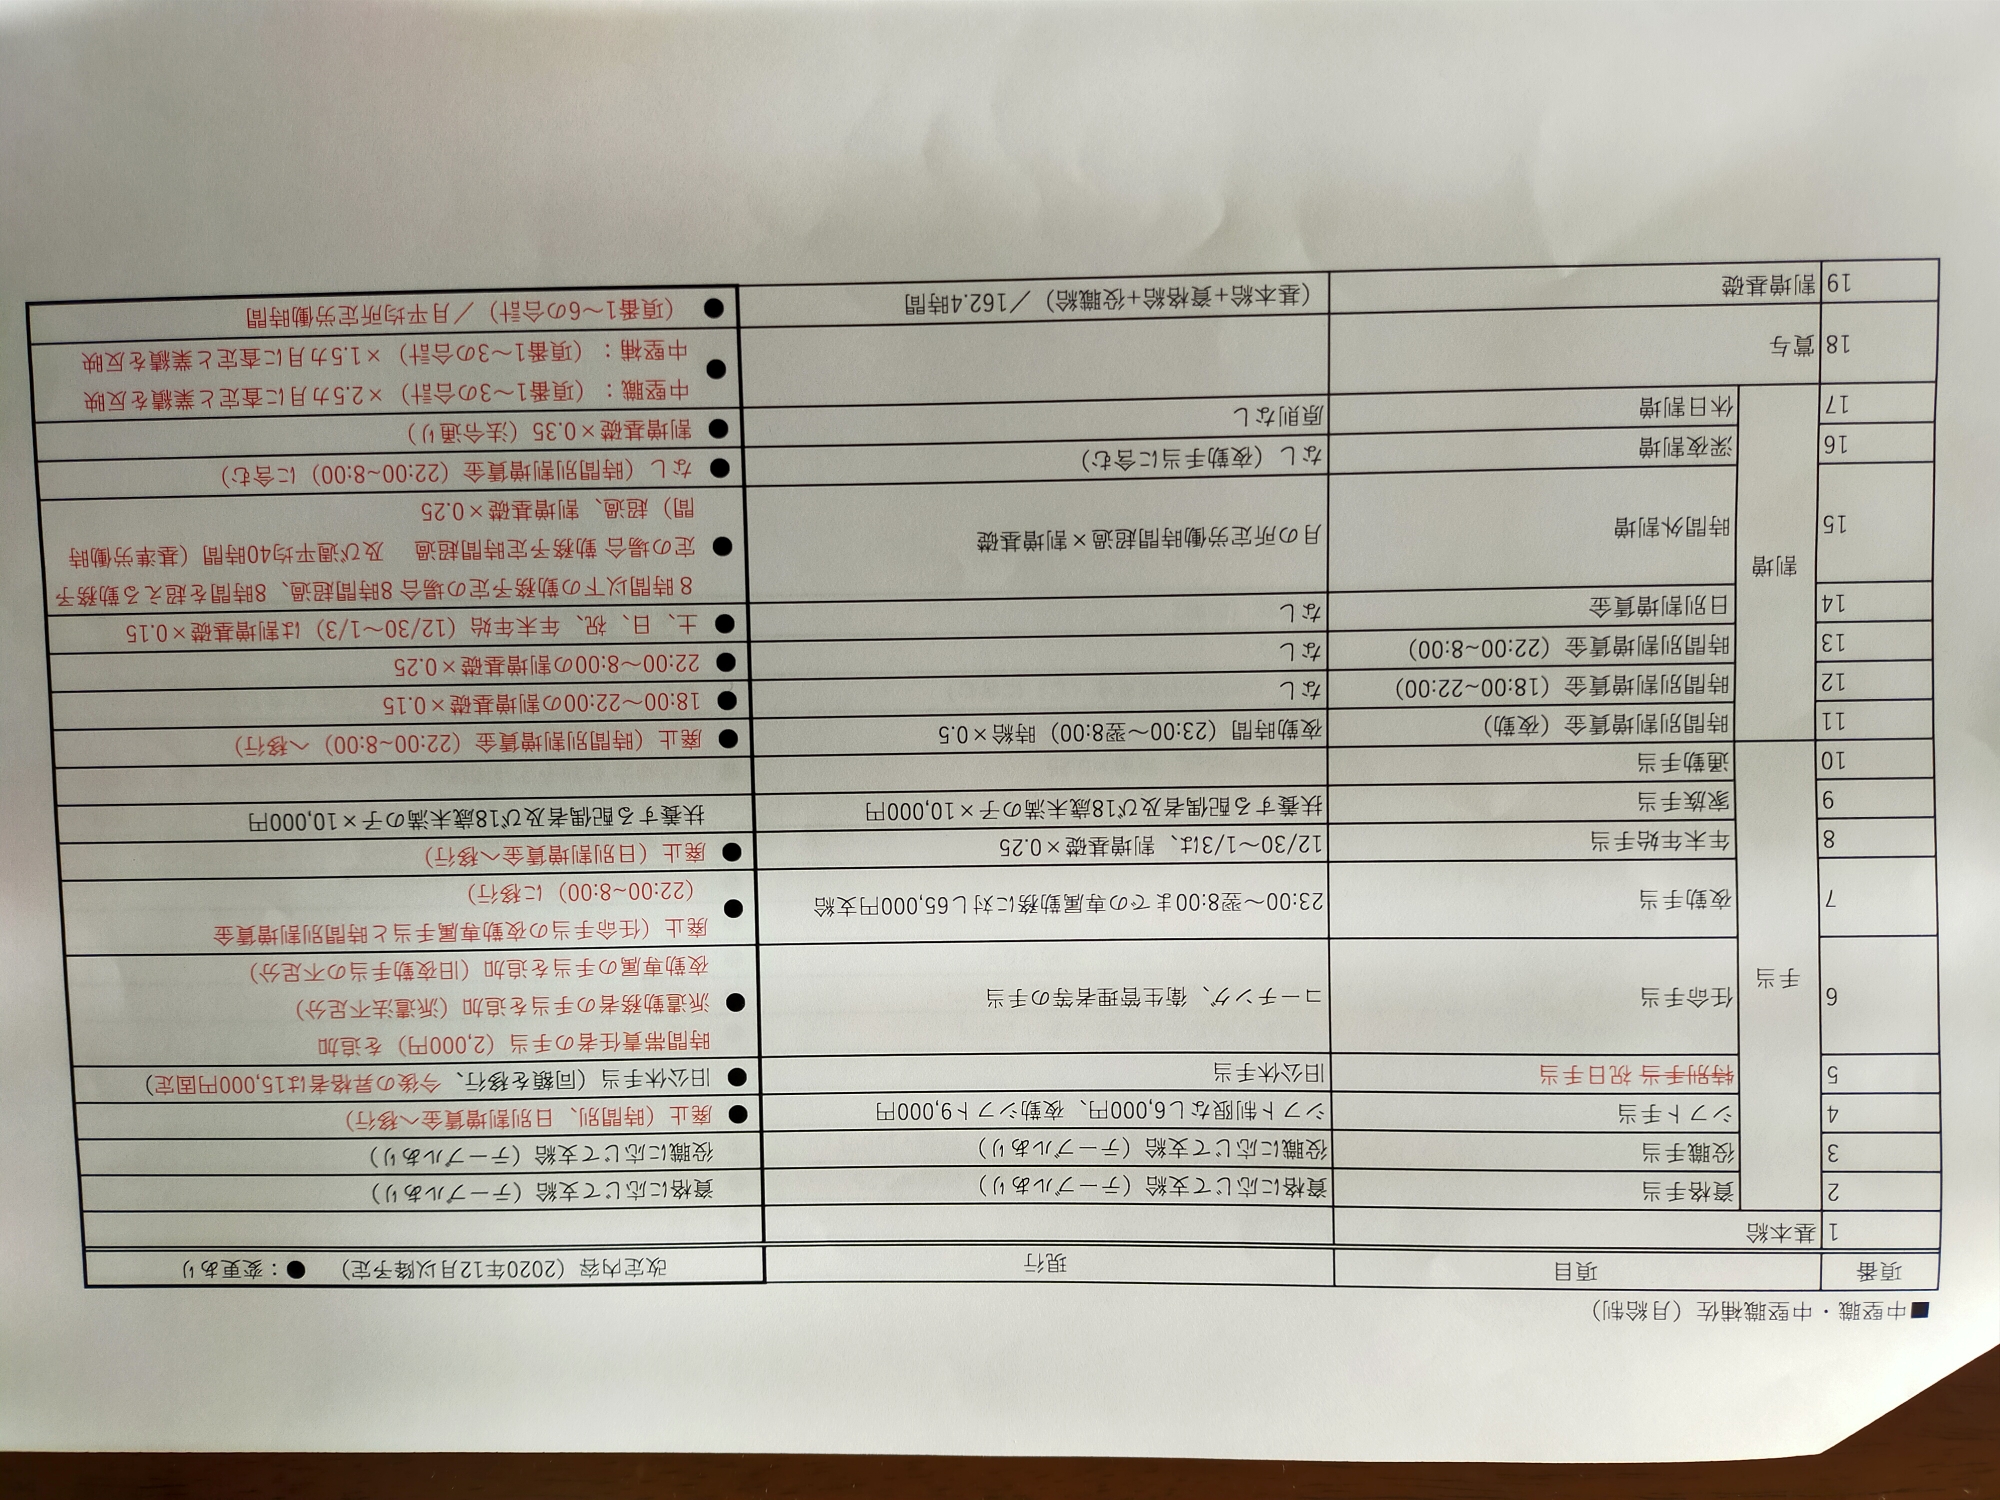 ■中堅職・中堅職補佐（月給制）
項番 項目 現行 改定内容（2020年12月以降予定） ●：変更あり
1 基本給
手当
2 資格手当 資格に応じて支給（テーブルあり） 資格に応じて支給（テーブルあり）
3 役職手当 役職に応じて支給（テーブルあり） 役職に応じて支給（テーブルあり）
4 シフト手当 シフト制限なし6,000円、夜勤シフト9,000円 ● 廃止（時間別、日別割増賃金へ移行）
5 特別手当 祝日手当 旧公休手当 ● 旧公休手当（同額を移行、今後の昇格者は15,000円固定）
6 任命手当 コーチング、衛生管理者等の手当 ● 時間帯責任者の手当（2,000円）を追加
派遣勤務者の手当を追加（派遣法不足分）
夜勤専属の手当を追加（旧夜勤手当の不足分）
7 夜勤手当 23:00～翌8:00までの専属勤務に対し65,000円支給 ● 廃止（任命手当の夜勤専属手当と時間別割増賃金
（22:00~8:00）に移行）
8 年末年始手当 12/30～1/3は、割増基礎×0.25 ● 廃止（日別割増賃金へ移行）
9 家族手当 扶養する配偶者及び18歳未満の子×10,000円 扶養する配偶者及び18歳未満の子×10,000円
10 通勤手当
割増
11 時間別割増賃金（夜勤） 夜勤時間（23:00～翌8:00）時給×0.5 ● 廃止（時間別割増賃金（22:00~8:00）へ移行）
12 時間別割増賃金（18:00~22:00） なし ● 18:00～22:00の割増基礎×0.15
13 時間別割増賃金（22:00~8:00） なし ● 22:00～8:00の割増基礎×0.25
14 日別割増賃金 なし ● 土、日、祝、年末年始（12/30～1/3）は割増基礎×0.15
15 時間外割増 月の所定労働時間超過×割増基礎 ● ８時間以下の勤務予定の場合 8時間超過、8時間を超える勤務予
定の場合 勤務予定時間超過　及び週平均40時間（基準労働時
間）超過、割増基礎×0.25
16 深夜割増 なし（夜勤手当に含む） ● なし（時間別割増賃金（22:00~8:00）に含む）
17 休日割増 原則なし ● 割増基礎×0.35（法令通り）
18 賞与 ● 中堅職：（項番1～3の合計）×2.5カ月に査定と業績を反映
中堅補：（項番1～3の合計）×1.5カ月に査定と業績を反映
19 割増基礎 （基本給+資格給+役職給）／162.4時間 ● （項番1～6の合計）／月平均所定労働時間